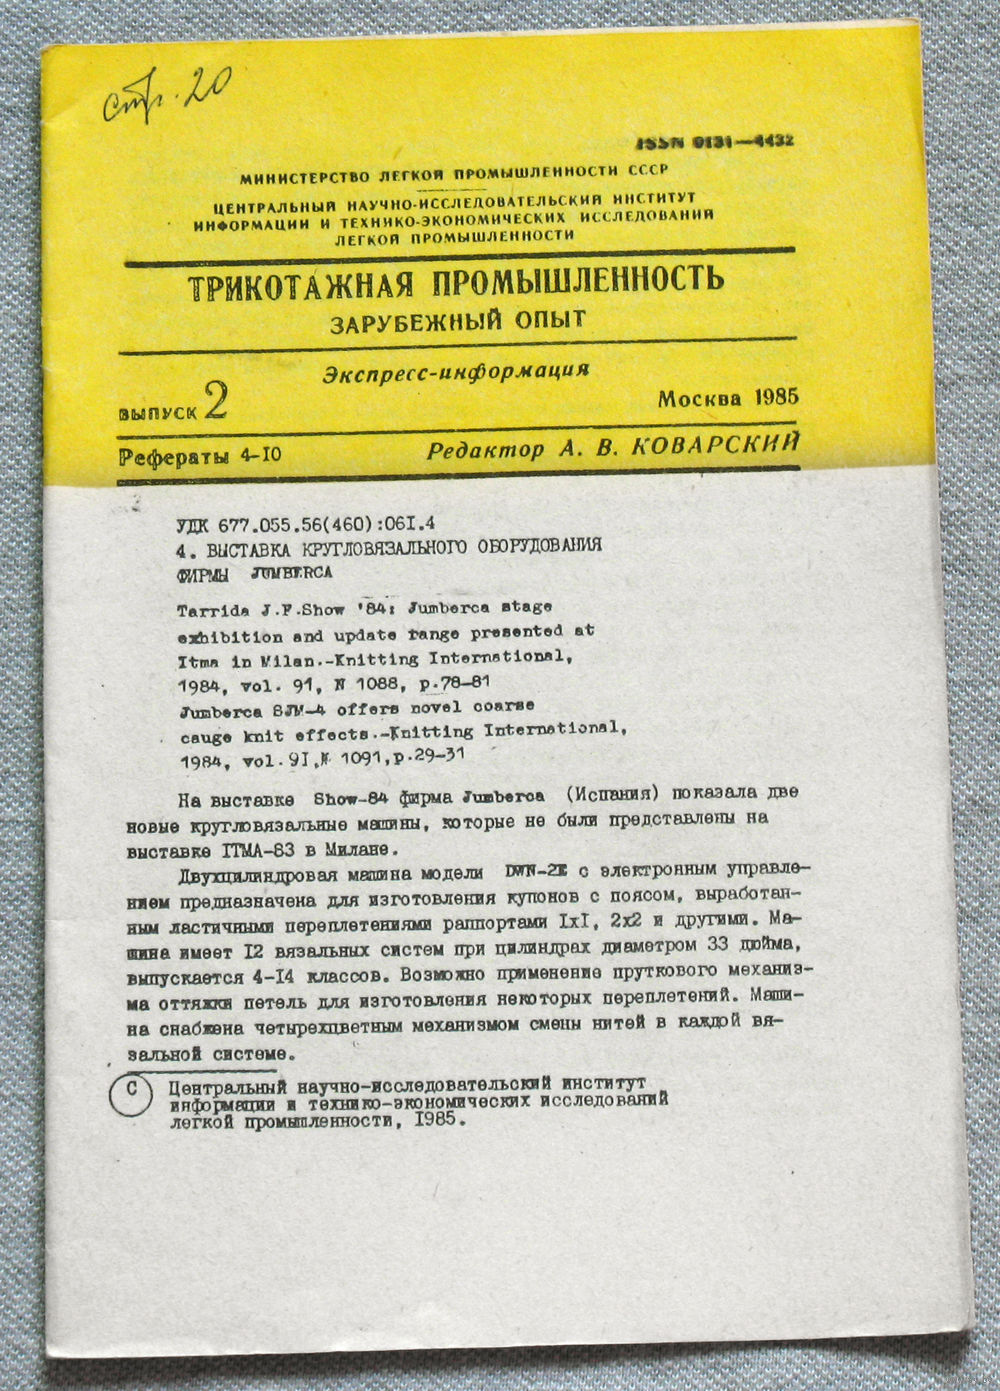 стр. 20
ISSN 0131—4432
МИНИСТЕРСТВО ЛЕГКОЙ ПРОМЫШЛЕННОСТИ СССР
ЦЕНТРАЛЬНЫЙ НАУЧНО-ИССЛЕДОВАТЕЛЬСКИЙ ИНСТИТУТ
ИНФОРМАЦИИ И ТЕХНИКО-ЭКОНОМИЧЕСКИХ ИССЛЕДОВАНИЙ
ЛЕГКОЙ ПРОМЫШЛЕННОСТИ
ТРИКОТАЖНАЯ ПРОМЫШЛЕННОСТЬ
ЗАРУБЕЖНЫЙ ОПЫТ
Экспресс-информация
ВЫПУСК 2
Москва 1985
Рефераты 4-10
Редактор А. В. КОВАРСКИЙ
УДК 677.055.56(460):061.4
4. ВЫСТАВКА КРУГЛОВЯЗАЛЬНОГО ОБОРУДОВАНИЯ
ФИРМЫ JUMBERCA
Tarrida J.F.Show '84: Jumberca stage
exhibition and update range presented at
Itma in Milan.-Knitting International,
1984, vol. 91, N 1088, p.78-81
Jumberca SJV-4 offers novel coarse
cauge knit effects.-Knitting International,
1984, vol.91,N 1091,p.29-31
На выставке Show-84 фирма Jumberca (Испания) показала две
новые кругловязальные машины, которые не были представлены на
выставке ITMA-83 в Милане.
Двухцилиндровая машина модели DWN-2E с электронным управле-
нием предназначена для изготовления купонов с поясом, выработан-
ным ластичными переплетениями раппортами 1x1, 2x2 и другими. Ма-
шина имеет 12 вязальных систем при цилиндрах диаметром 33 дюйма,
выпускается 4-14 классов. Возможно применение пруткового механиз-
ма оттяжки петель для изготовления некоторых переплетений. Маши-
на снабжена четырехцветным механизмом смены нитей в каждой вя-
зальной системе.
С Центральный научно-исследовательский институт
информации и технико-экономических исследований
легкой промышленности, 1985.